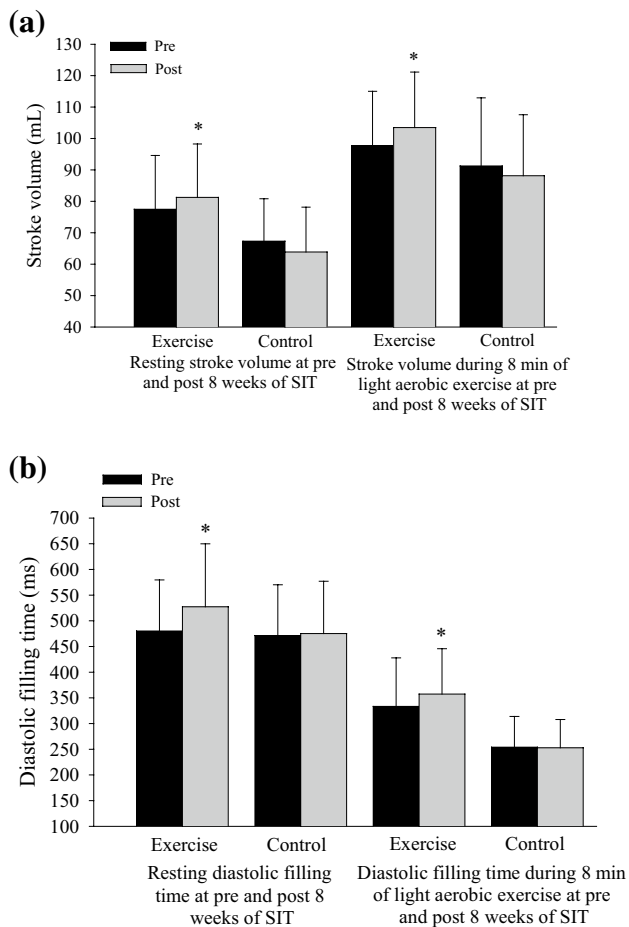 (a)
Pre
Post
Stroke volume (mL)
130
120
110
100
90
80
70
60
50
40
*
*
Exercise Control Exercise Control
Resting stroke volume at pre
and post 8 weeks of SIT
Stroke volume during 8 min of
light aerobic exercise at pre
and post 8 weeks of SIT
(b)
Pre
Post
Diastolic filling time (ms)
700
650
600
550
500
450
400
350
300
250
200
150
100
*
*
Exercise Control Exercise Control
Resting diastolic filling
time at pre and post 8
weeks of SIT
Diastolic filling time during 8 min
of light aerobic exercise at pre
and post 8 weeks of SIT